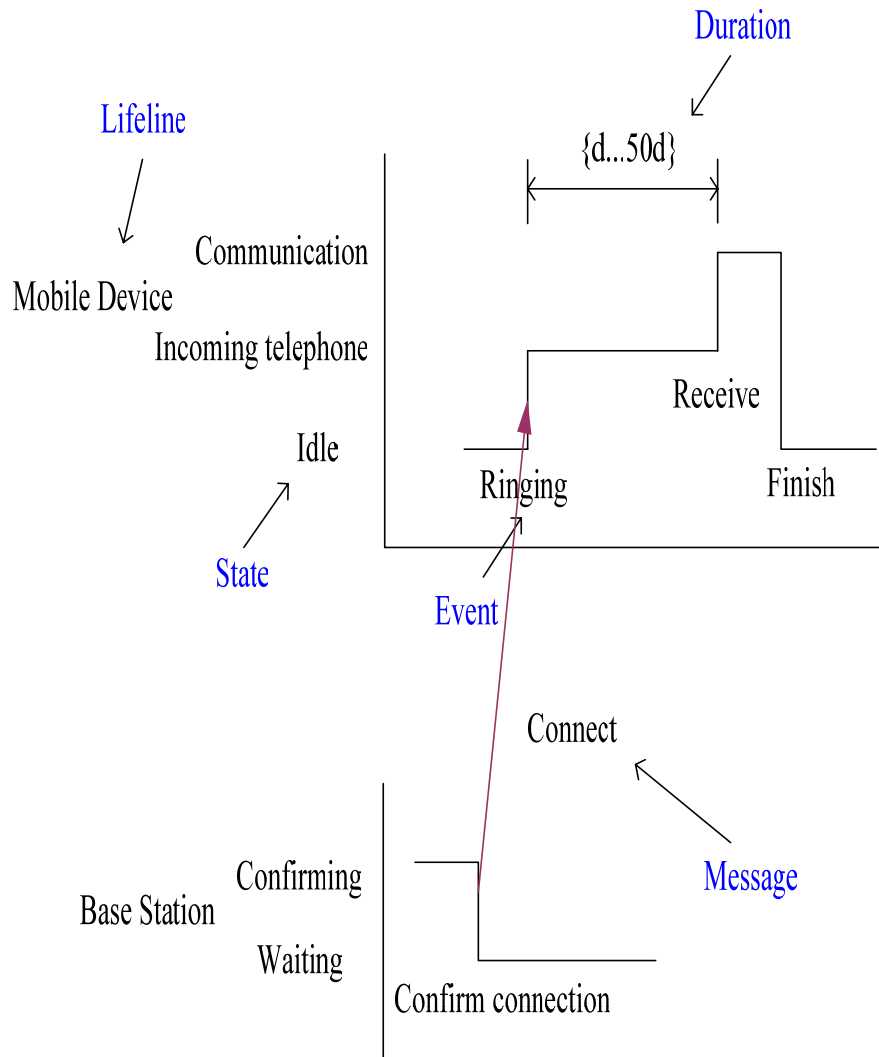 Duration
Lifeline
{d...50d}
Communication
Mobile Device
Incoming telephone
Receive
Idle
Ringing
Finish
State
Event
Connect
Confirming
Message
Base Station
Waiting
Confirm connection